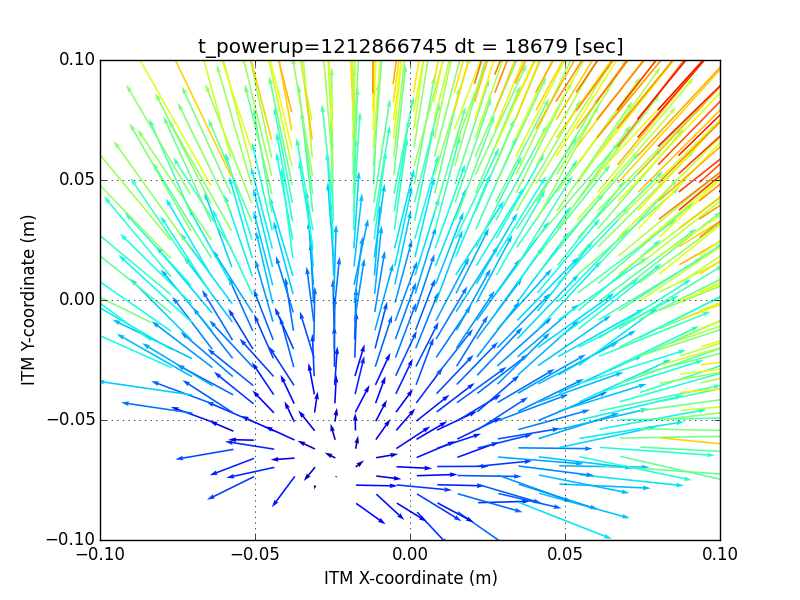 t_powerup=1212866745 dt = 18679 [sec]
0.10
0.05
0.00
−0.05
−0.10
ITM Y-coordinate (m)
−0.10 −0.05 0.00 0.05 0.10
ITM X-coordinate (m)